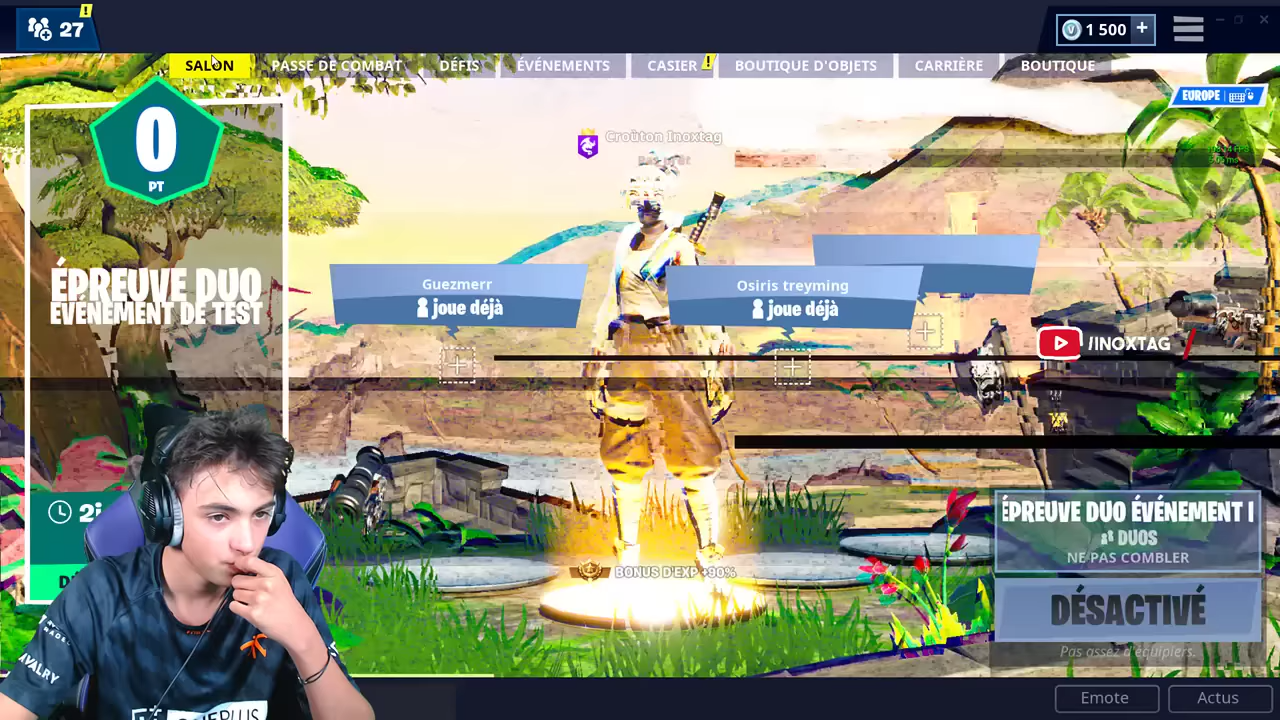 27
!
1 500 +
SALON
PASSE DE COMBAT
DÉFIS
ÉVÉNEMENTS
CASIER !
BOUTIQUE D'OBJETS
CARRIÈRE
BOUTIQUE
EUROPE
0
PT
Croûton Inoxtag
ÉPREUVE DUO
ÉVÉNEMENT DE TEST
Guezmerr
joue déjà
Osiris treyming
joue déjà
/INOXTAG
BONUS D'EXP +90%
ÉPREUVE DUO ÉVÉNEMENT
DUOS
NE PAS COMBLER
DÉSACTIVÉ
Pas assez d'équipiers.
Emote
Actus